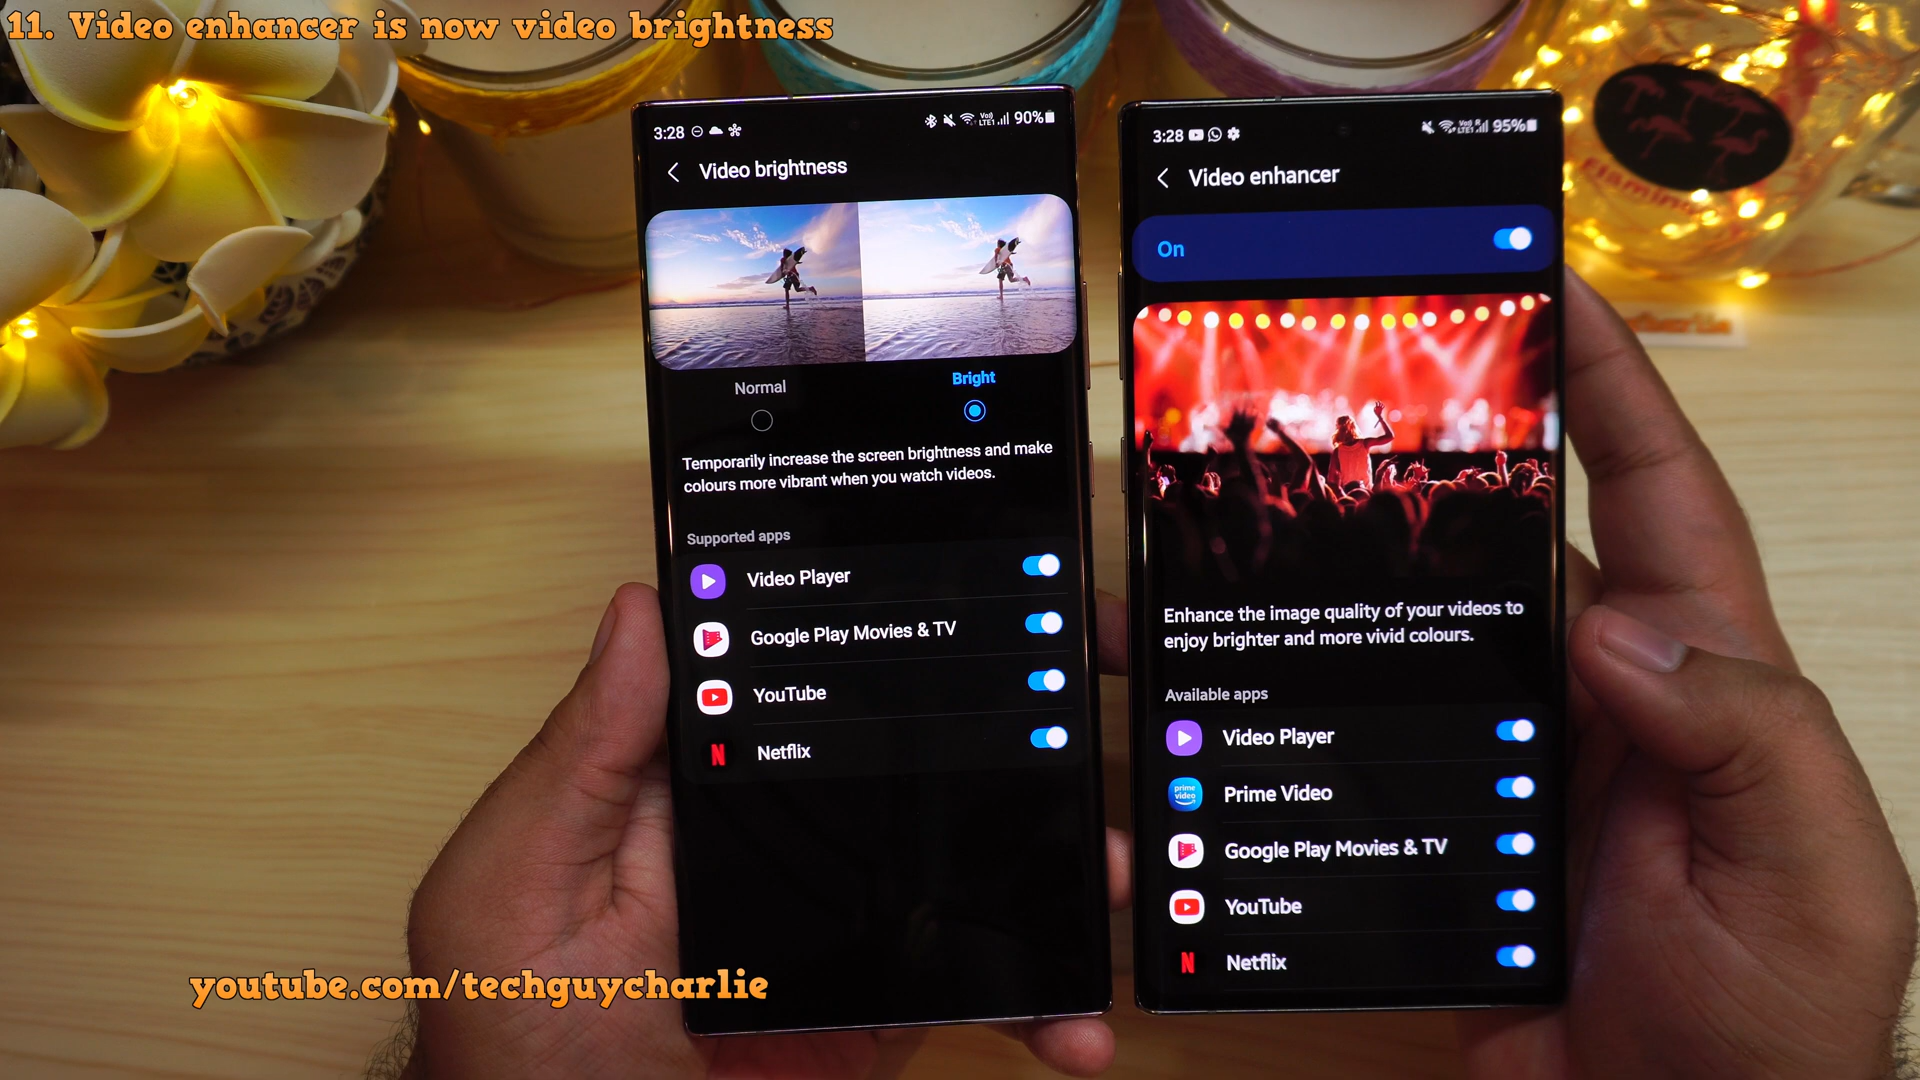 11. Video enhancer is now video brightness
3:28
90%
Video brightness
Normal
Bright
Temporarily increase the screen brightness and make
colours more vibrant when you watch videos.
Supported apps
Video Player
Google Play Movies & TV
YouTube
Netflix
3:28
95%
Video enhancer
On
Enhance the image quality of your videos to
enjoy brighter and more vivid colours.
Available apps
Video Player
prime
video
Prime Video
Google Play Movies & TV
YouTube
Netflix
youtube.com/techguycharlie